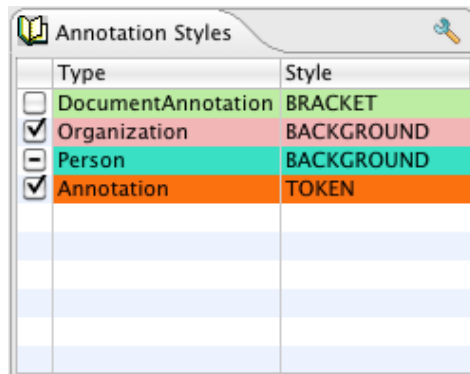 Annotation Styles
Type Style
DocumentAnnotation BRACKET
Organization BACKGROUND
Person BACKGROUND
Annotation TOKEN